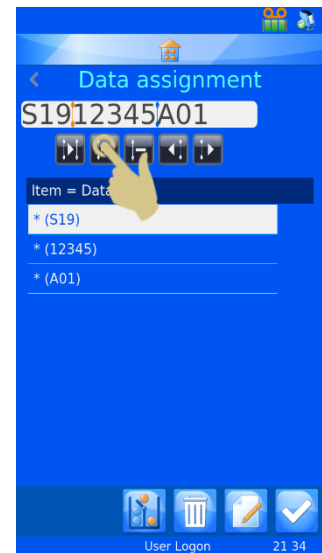 Data assignment
S1912345A01
Item = Data
* (S19)
* (12345)
* (A01)
User Logon 21 34